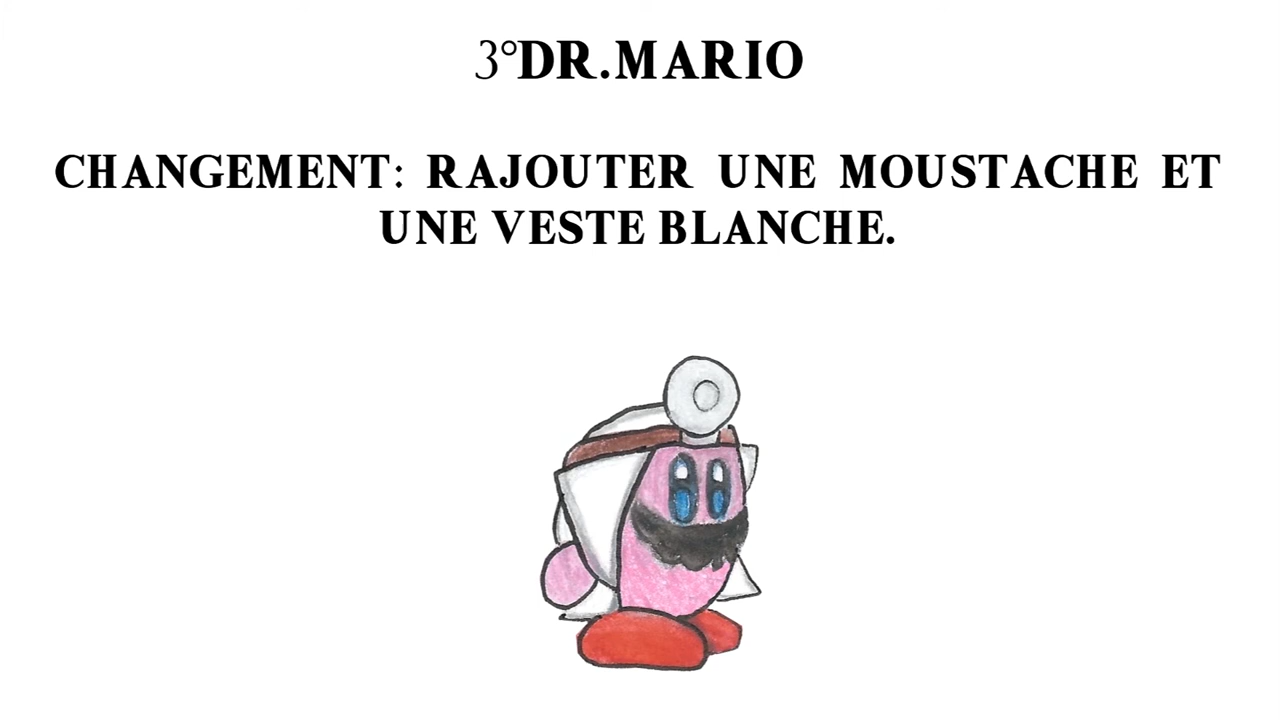 3°DR.MARIO
CHANGEMENT: RAJOUTER UNE MOUSTACHE ET
UNE VESTE BLANCHE.